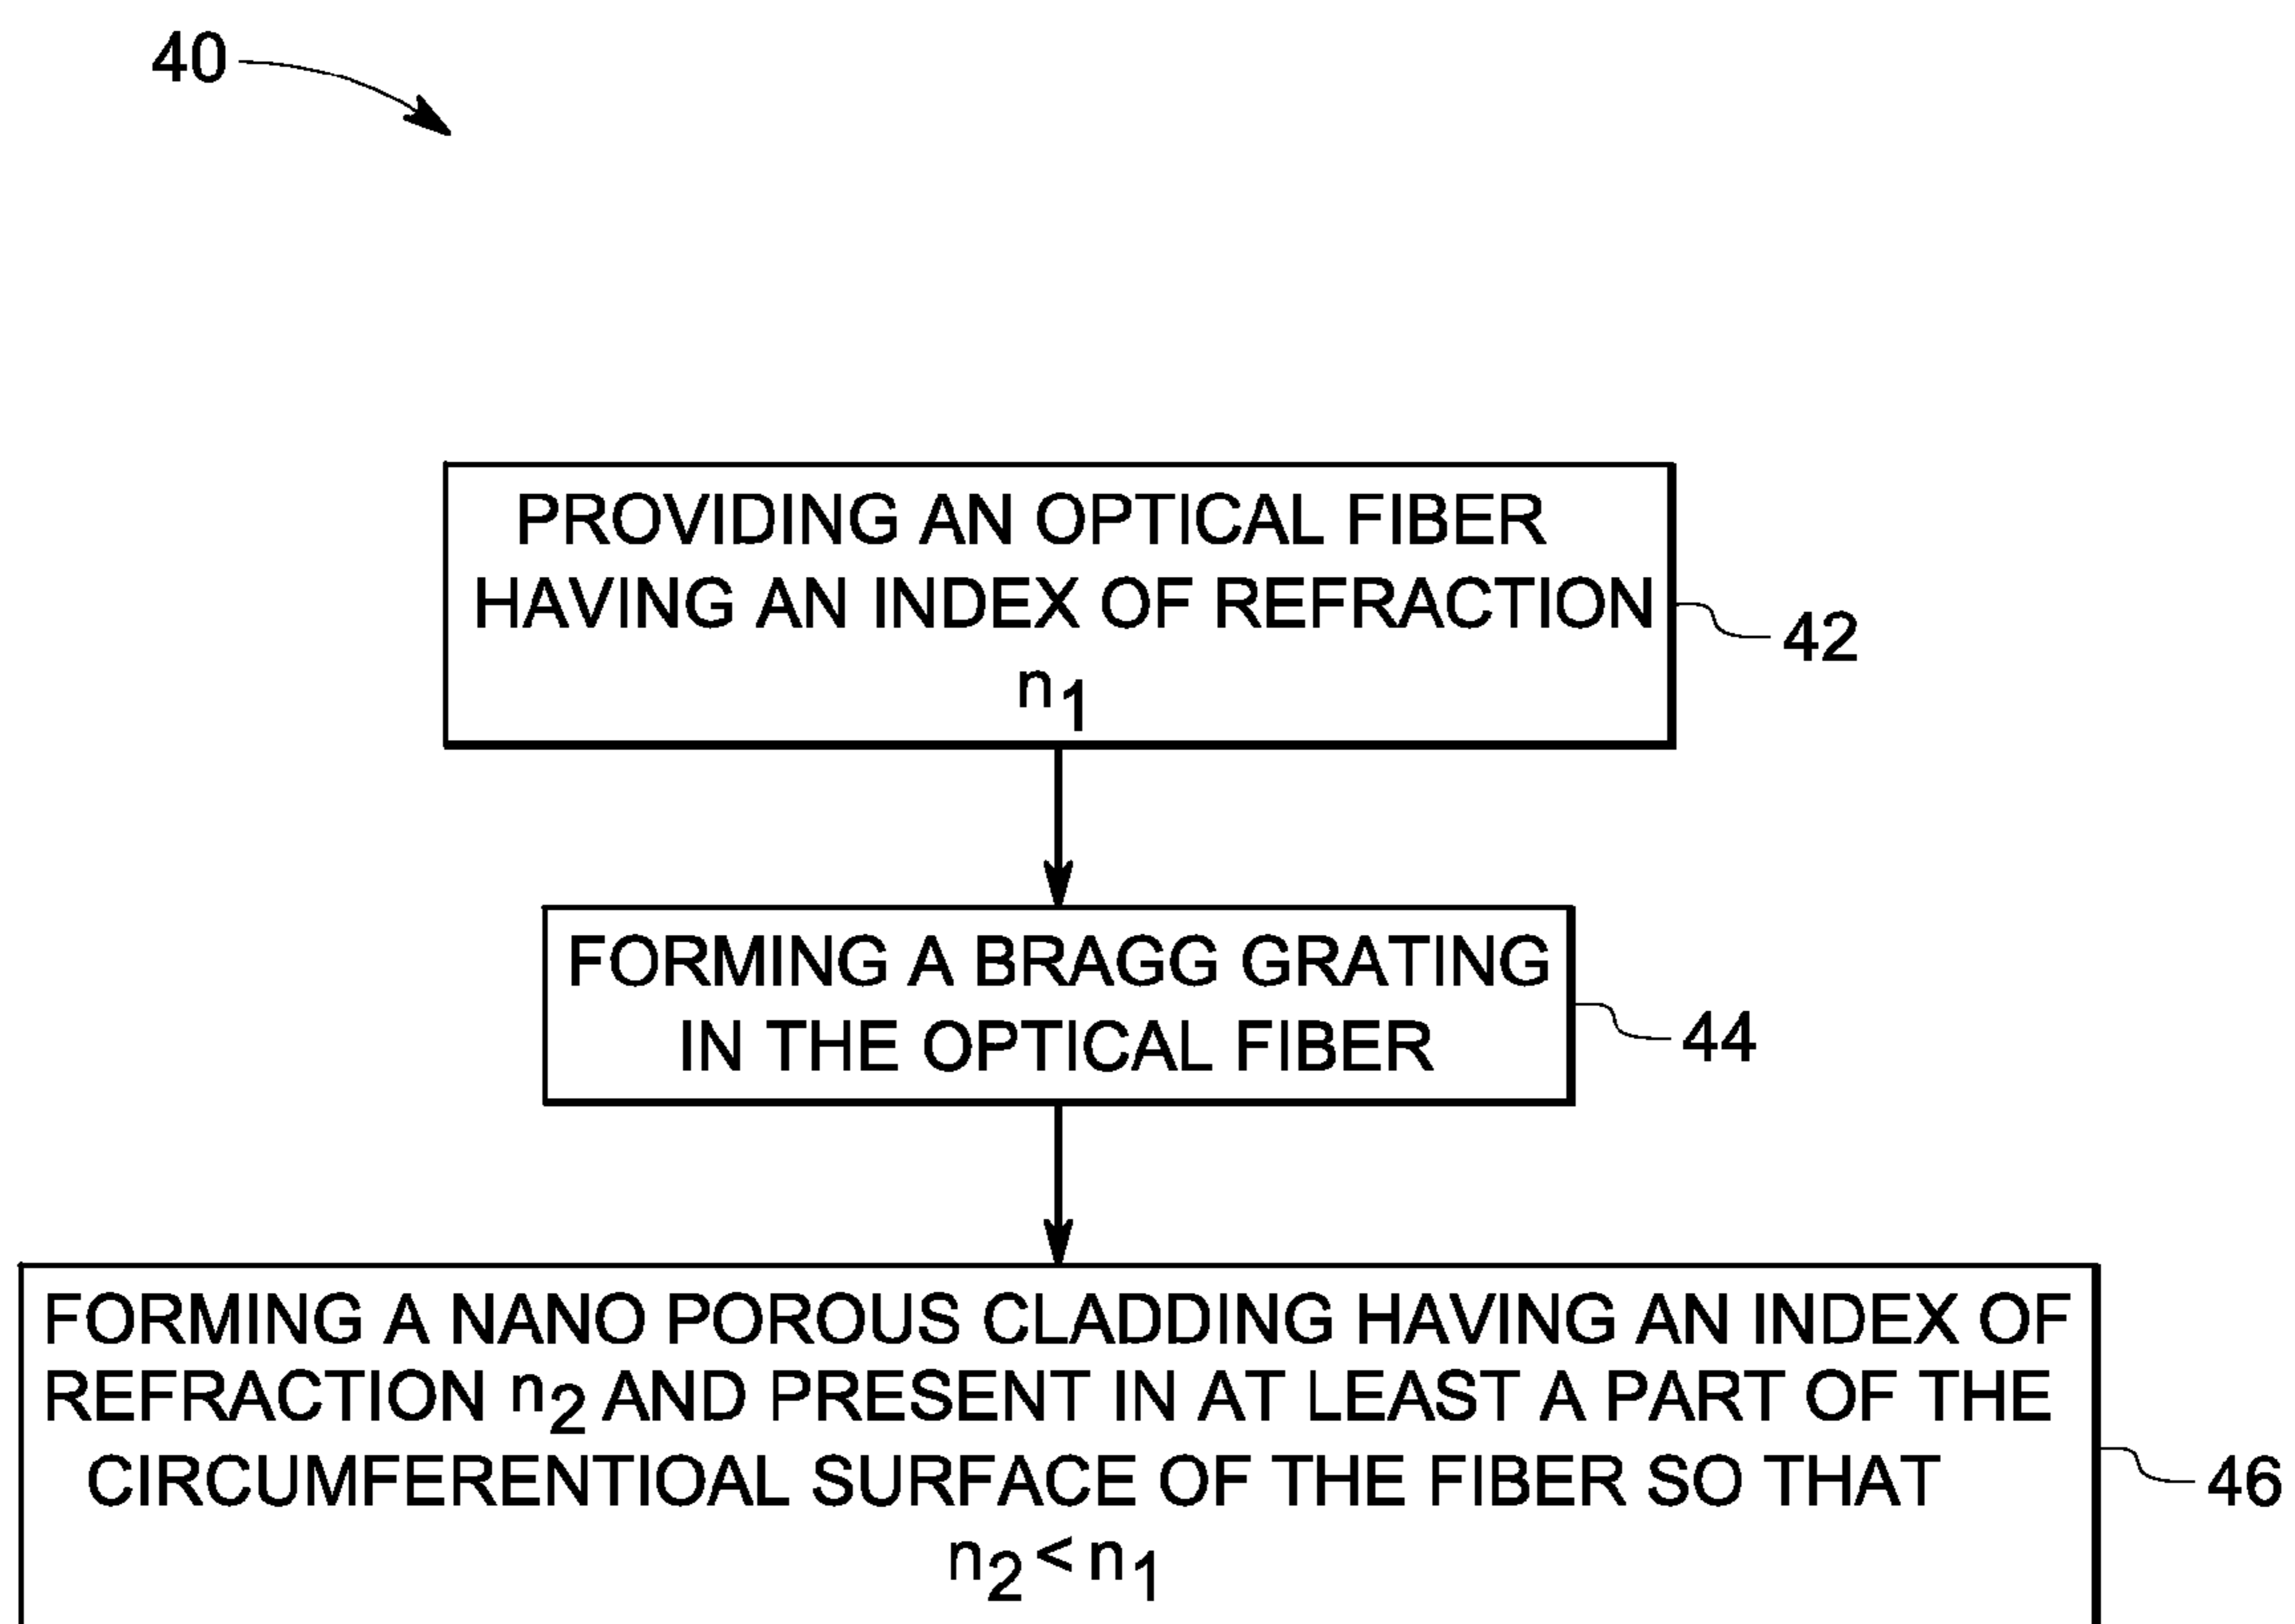 40
PROVIDING AN OPTICAL FIBER
HAVING AN INDEX OF REFRACTION
n₁
42
FORMING A BRAGG GRATING
IN THE OPTICAL FIBER
44
FORMING A NANO POROUS CLADDING HAVING AN INDEX OF
REFRACTION n₂ AND PRESENT IN AT LEAST A PART OF THE
CIRCUMFERENTIOAL SURFACE OF THE FIBER SO THAT
n₂ < n₁
46